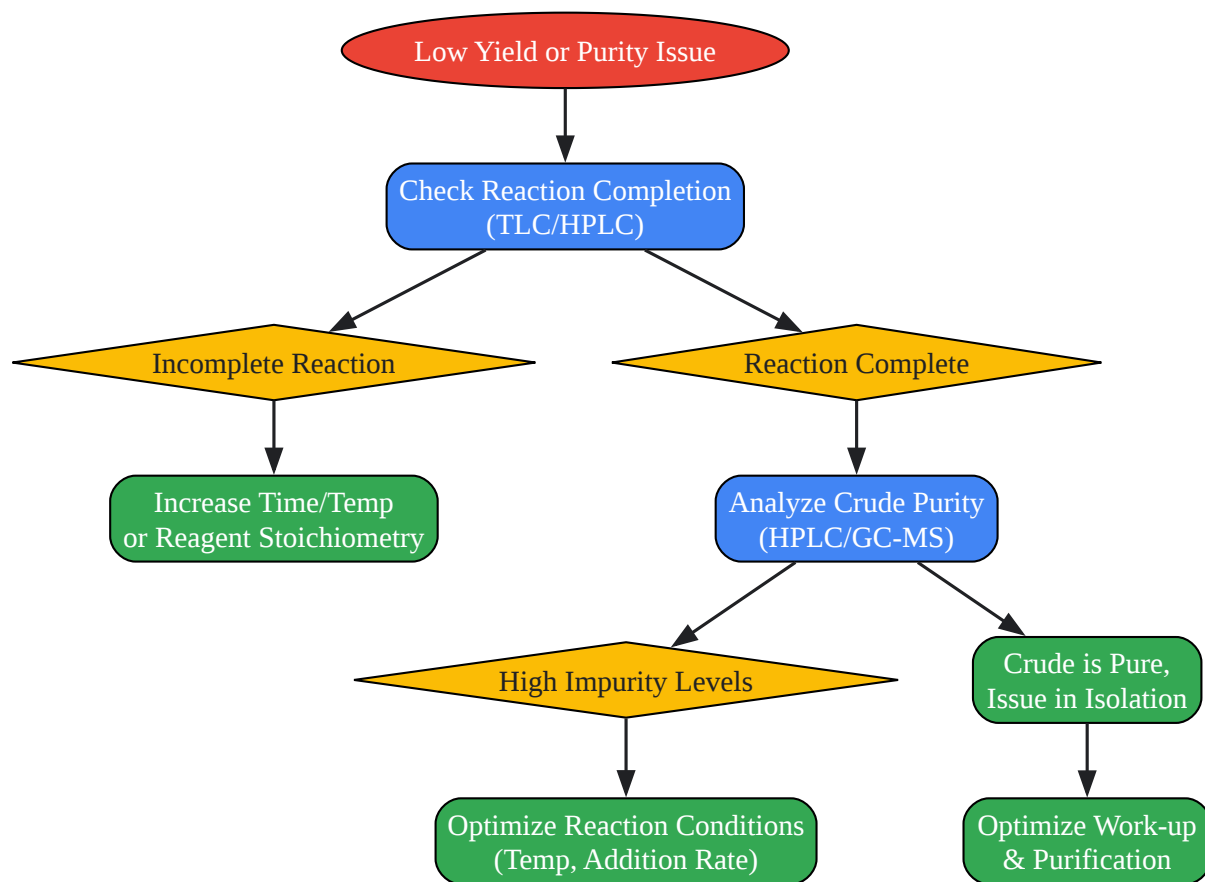 Low Yield or Purity Issue
Check Reaction Completion
(TLC/HPLC)
Incomplete Reaction
Reaction Complete
Increase Time/Temp
or Reagent Stoichiometry
Analyze Crude Purity
(HPLC/GC-MS)
High Impurity Levels
Crude is Pure,
Issue in Isolation
Optimize Reaction Conditions
(Temp, Addition Rate)
Optimize Work-up
& Purification